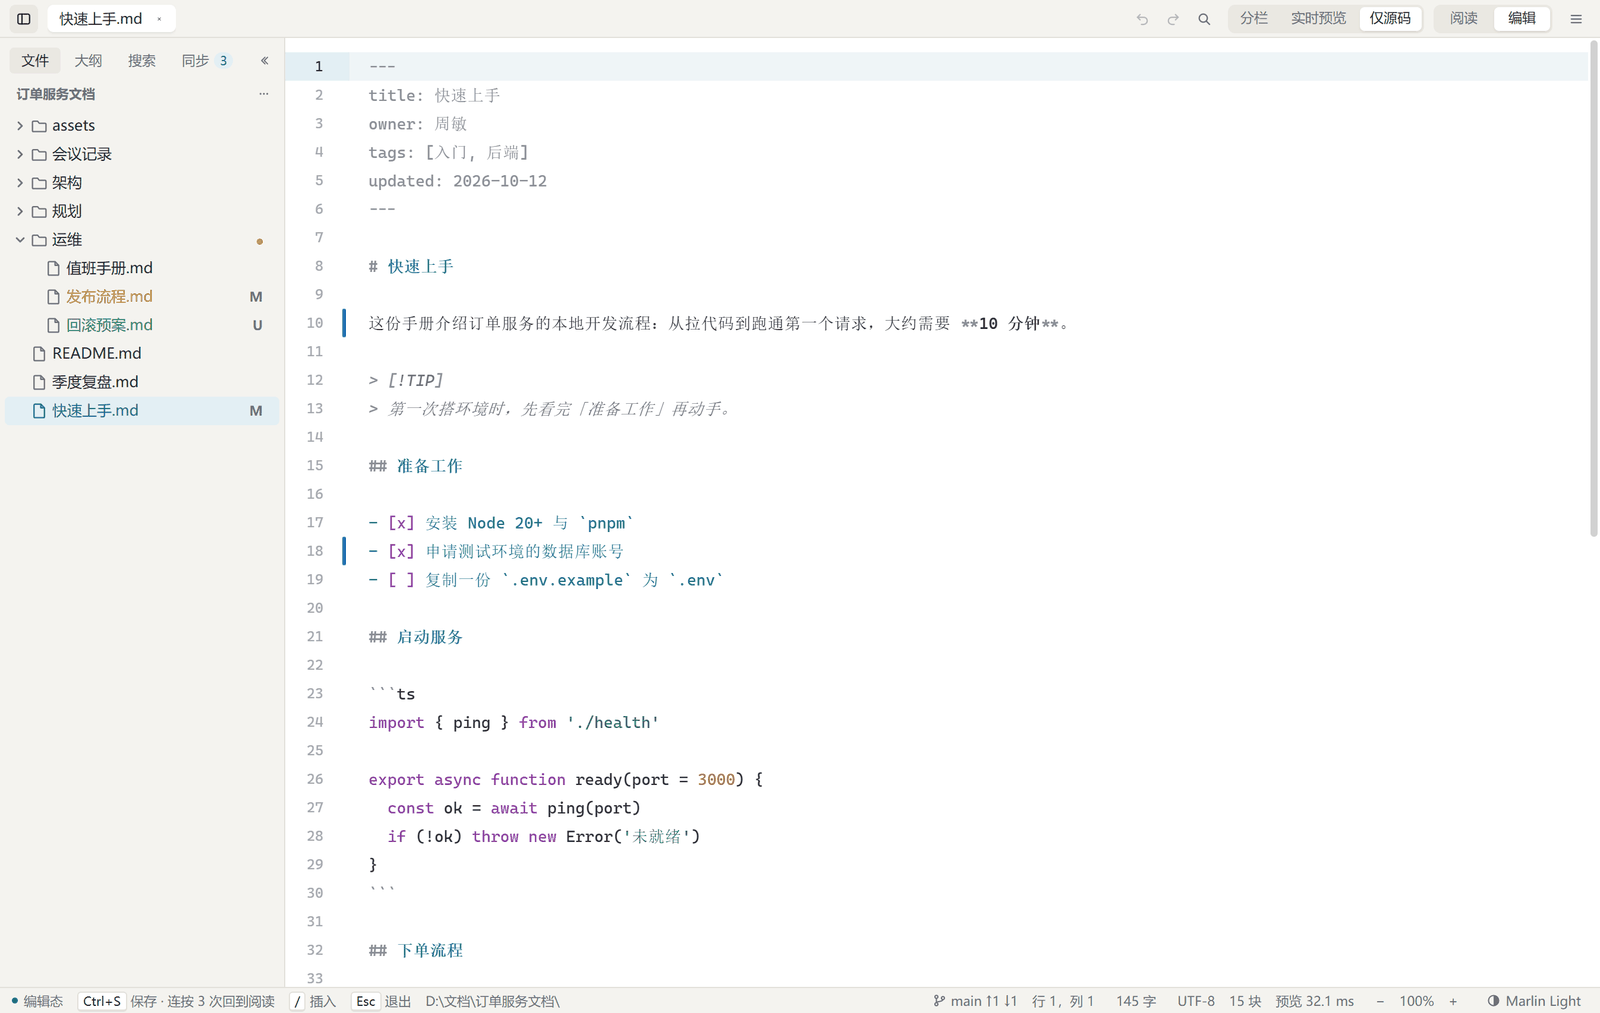 快速上手.md
分栏 实时预览 仅源码 阅读 编辑
文件 大纲 搜索 同步 3 «
订单服务文档 ···
assets
会议记录
架构
规划
运维
值班手册.md
发布流程.md M
回滚预案.md U
README.md
季度复盘.md
快速上手.md M
1 ---
2 title: 快速上手
3 owner: 周敏
4 tags: [入门, 后端]
5 updated: 2026-10-12
6 ---
7
8 # 快速上手
9
10 这份手册介绍订单服务的本地开发流程：从拉代码到跑通第一个请求，大约需要 **10 分钟**。
11
12 > [!TIP]
13 > 第一次搭环境时，先看完「准备工作」再动手。
14
15 ## 准备工作
16
17 - [x] 安装 Node 20+ 与 `pnpm`
18 - [x] 申请测试环境的数据库账号
19 - [ ] 复制一份 `.env.example` 为 `.env`
20
21 ## 启动服务
22
23 ```ts
24 import { ping } from './health'
25
26 export async function ready(port = 3000) {
27   const ok = await ping(port)
28   if (!ok) throw new Error('未就绪')
29 }
30 ```
31
32 ## 下单流程
33
编辑态 Ctrl+S 保存 · 连按 3 次回到阅读 / 插入 Esc 退出 D:\文档\订单服务文档\
main ↑1 ↓1 行 1，列 1 145 字 UTF-8 15 块 预览 32.1 ms − 100% + Marlin Light